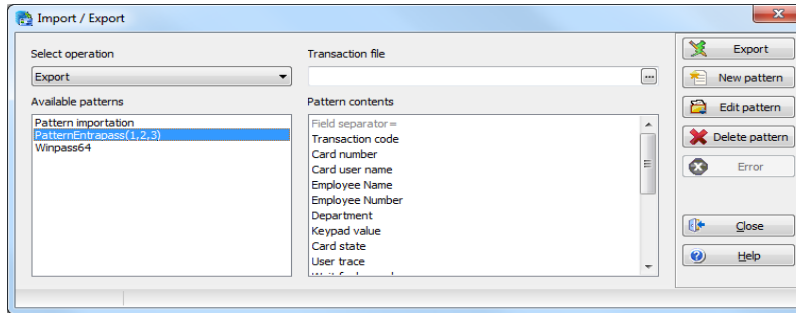 Import / Export
Select operation
Export
Transaction file
...
Available patterns
Pattern importation
PatternEntrapass(1,2,3)
Winpass64
Pattern contents
Field separator=
Transaction code
Card number
Card user name
Employee Name
Employee Number
Department
Keypad value
Card state
User trace
Export
New pattern
Edit pattern
Delete pattern
Error
Close
Help